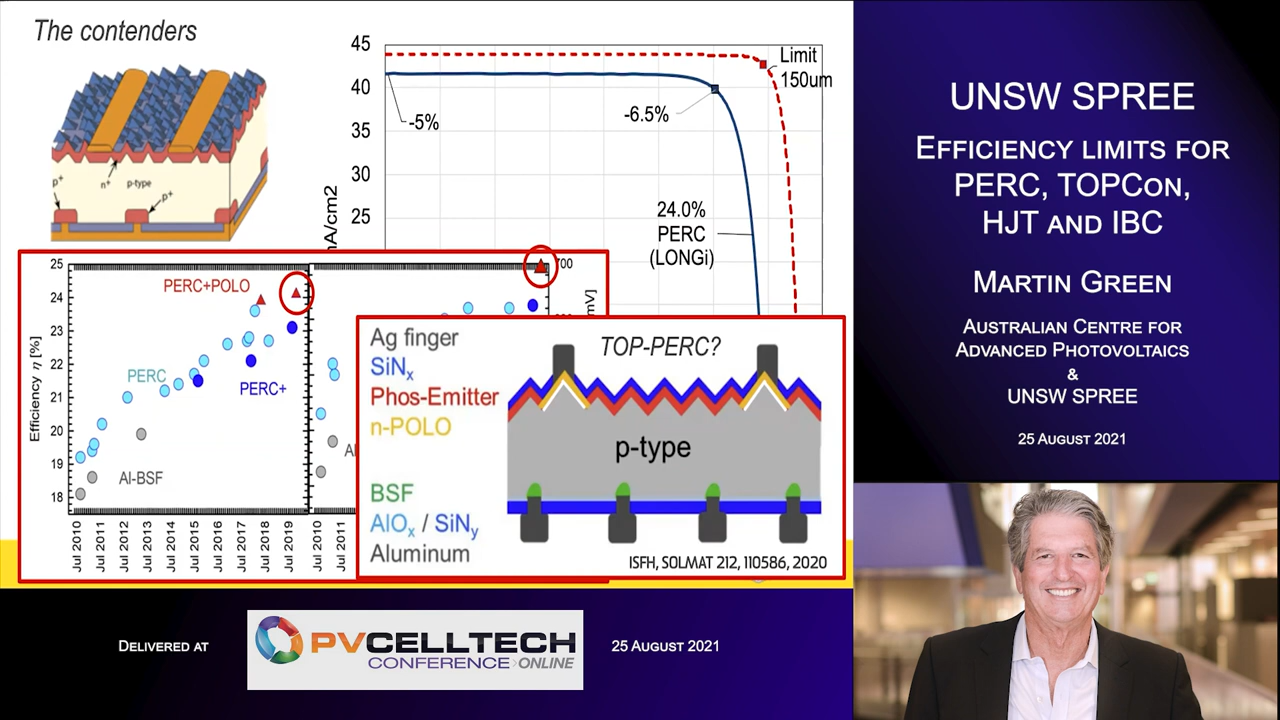 The contenders
p+
n+
p-type
p+
45
40
35
30
25
mA/cm2
-5%
-6.5%
Limit
150um
24.0%
PERC
(LONGi)
25
24
23
22
21
20
19
18
Efficiency η [%]
PERC+POLO
PERC
PERC+
Al-BSF
Jul 2010
Jul 2011
Jul 2012
Jul 2013
Jul 2014
Jul 2015
Jul 2016
Jul 2017
Jul 2018
Jul 2019
Jul 2010
Jul 2011
700
mV]
Ag finger
SiNx
Phos-Emitter
n-POLO
BSF
AlOx / SiNy
Aluminum
TOP-PERC?
p-type
ISFH, SOLMAT 212, 110586, 2020
UNSW SPREE
Efficiency limits for
PERC, TOPCon,
HJT and IBC
Martin Green
Australian Centre for
Advanced Photovoltaics
&
UNSW SPREE
25 August 2021
Delivered at
PVCELLTECH
CONFERENCE>ONLINE
25 August 2021